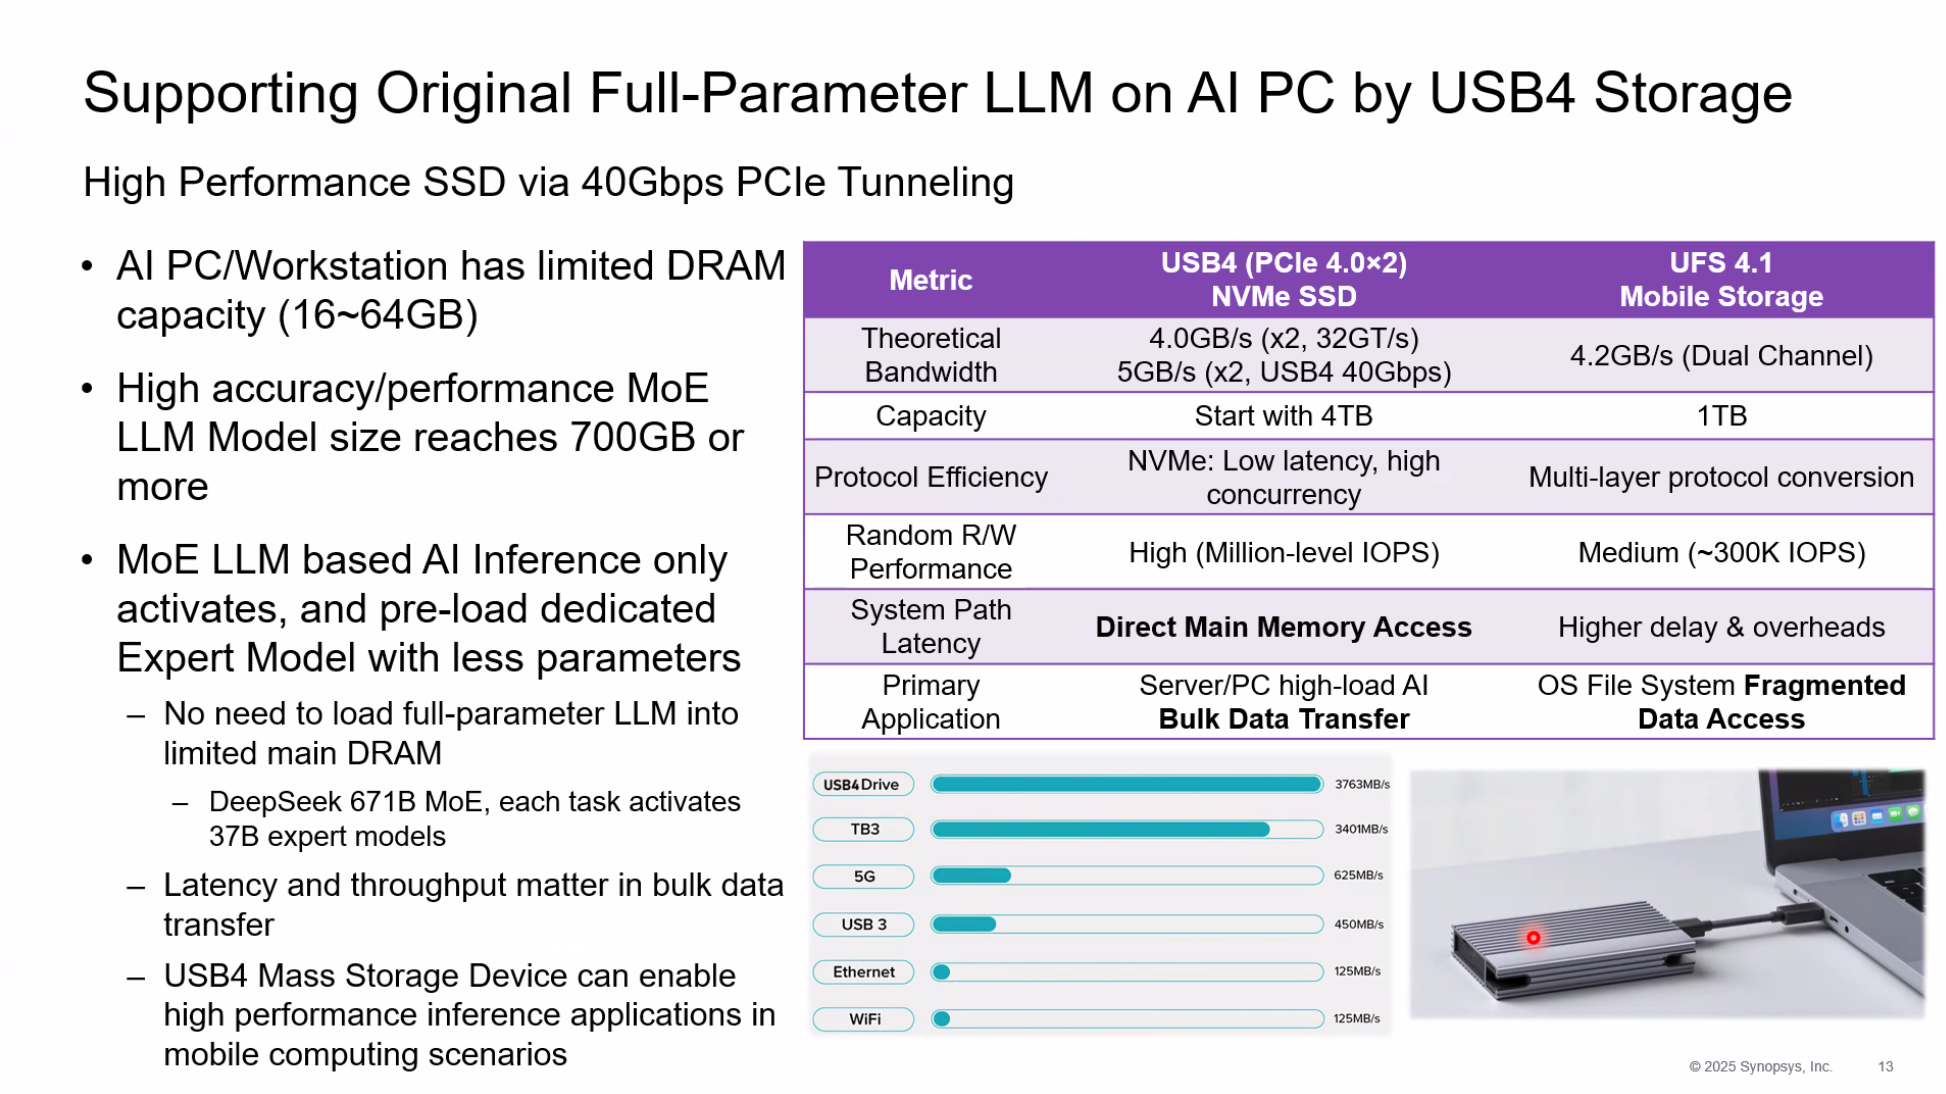 Supporting Original Full-Parameter LLM on AI PC by USB4 Storage
High Performance SSD via 40Gbps PCIe Tunneling
• AI PC/Workstation has limited DRAM
capacity (16~64GB)
• High accuracy/performance MoE
LLM Model size reaches 700GB or
more
• MoE LLM based AI Inference only
activates, and pre-load dedicated
Expert Model with less parameters
– No need to load full-parameter LLM into
limited main DRAM
– DeepSeek 671B MoE, each task activates
37B expert models
– Latency and throughput matter in bulk data
transfer
– USB4 Mass Storage Device can enable
high performance inference applications in
mobile computing scenarios
Metric
USB4 (PCIe 4.0×2)
NVMe SSD
UFS 4.1
Mobile Storage
Theoretical
Bandwidth
4.0GB/s (x2, 32GT/s)
5GB/s (x2, USB4 40Gbps)
4.2GB/s (Dual Channel)
Capacity
Start with 4TB
1TB
Protocol Efficiency
NVMe: Low latency, high
concurrency
Multi-layer protocol conversion
Random R/W
Performance
High (Million-level IOPS)
Medium (~300K IOPS)
System Path
Latency
Direct Main Memory Access
Higher delay & overheads
Primary
Application
Server/PC high-load AI
Bulk Data Transfer
OS File System Fragmented
Data Access
USB4 Drive 3763MB/s
TB3 3401MB/s
5G 625MB/s
USB 3 450MB/s
Ethernet 125MB/s
WiFi 125MB/s
© 2025 Synopsys, Inc. 13